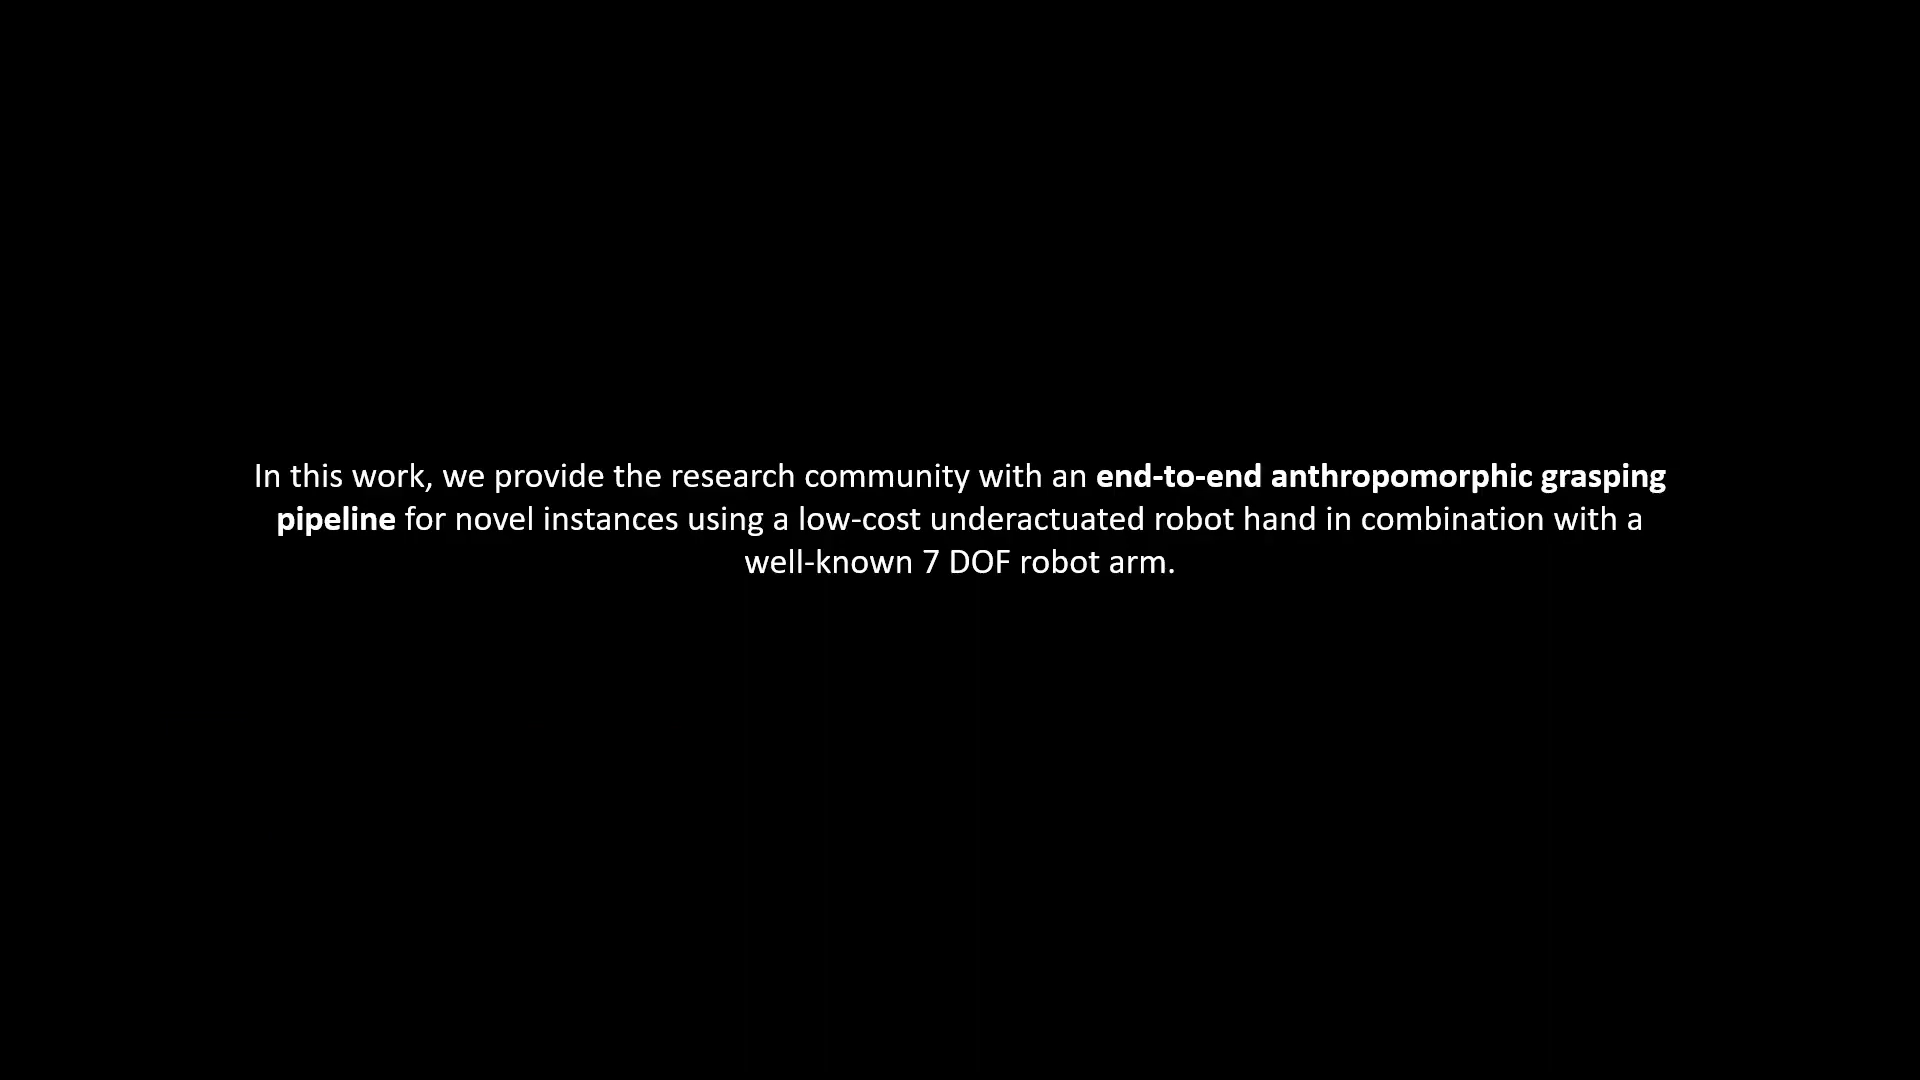 In this work, we provide the research community with an end-to-end anthropomorphic grasping
pipeline for novel instances using a low-cost underactuated robot hand in combination with a
well-known 7 DOF robot arm.